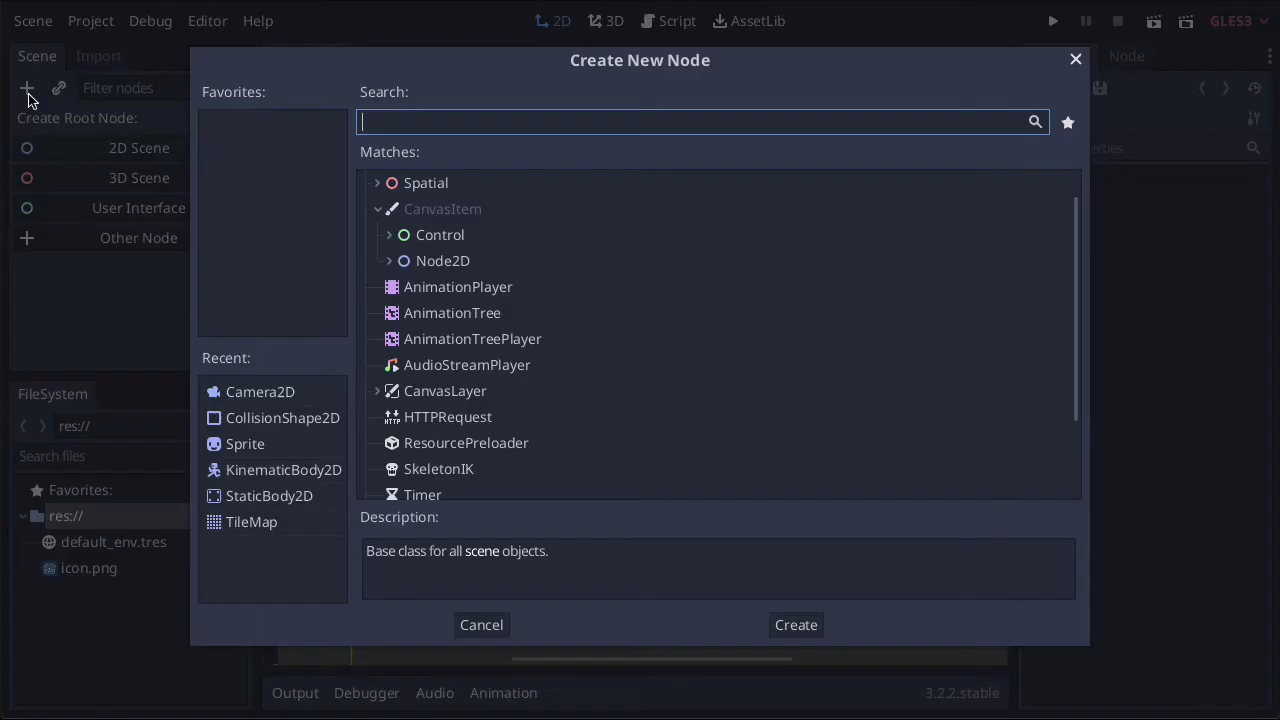 Scene Project Debug Editor Help 2D 3D Script AssetLib GLES3
Scene Import Node
Create New Node
Filter nodes
Create Root Node:
2D Scene
3D Scene
User Interface
Other Node
FileSystem
res://
Search files
Favorites:
res://
default_env.tres
icon.png
Favorites:
Recent:
Camera2D
CollisionShape2D
Sprite
KinematicBody2D
StaticBody2D
TileMap
Search:
Matches:
Spatial
CanvasItem
Control
Node2D
AnimationPlayer
AnimationTree
AnimationTreePlayer
AudioStreamPlayer
CanvasLayer
HTTP HTTPRequest
ResourcePreloader
SkeletonIK
Timer
Description:
Base class for all scene objects.
Cancel Create
erties
Output Debugger Audio Animation 3.2.2.stable